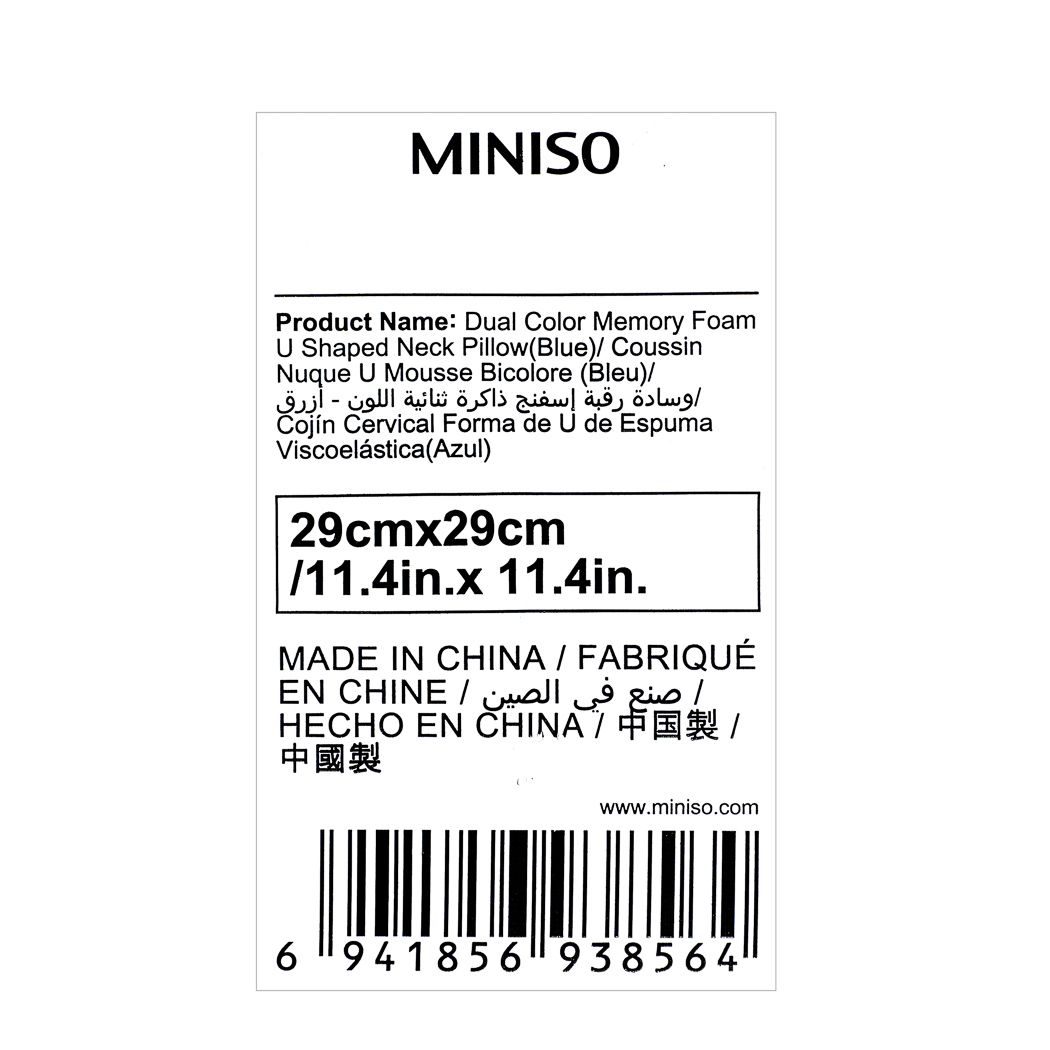 MINISO
Product Name: Dual Color Memory Foam
U Shaped Neck Pillow(Blue)/ Coussin
Nuque U Mousse Bicolore (Bleu)/
وسادة رقبة إسفنج ذاكرة ثنائية اللون - أزرق/
Cojín Cervical Forma de U de Espuma
Viscoelástica(Azul)
29cmx29cm
/11.4in.x 11.4in.
MADE IN CHINA / FABRIQUÉ
EN CHINE / صنع في الصين /
HECHO EN CHINA / 中国製 /
中國製
www.miniso.com
6 941856 938564